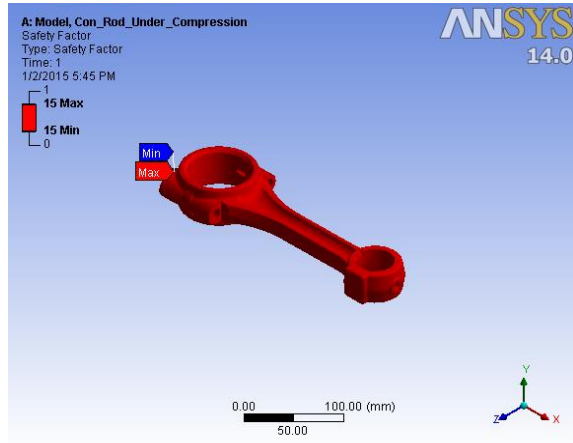 A: Model, Con_Rod_Under_Compression
Safety Factor
Type: Safety Factor
Time: 1
1/2/2015 5:45 PM
1
15 Max
15 Min
0
ANSYS
14.0
Min
Max
0.00
100.00 (mm)
50.00
Y
Z
X